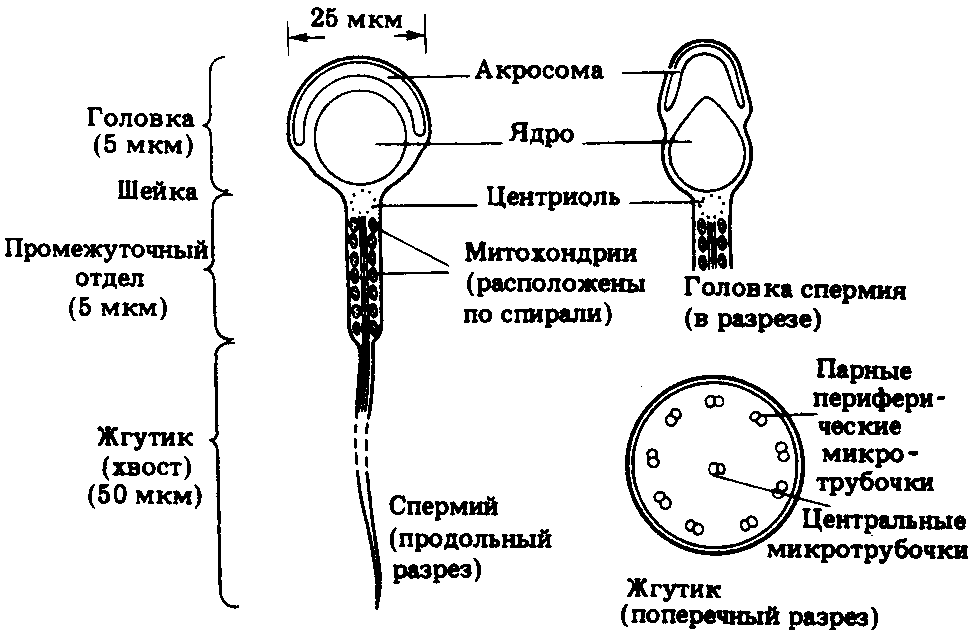 25 мкм
Акросома
Головка
(5 мкм)
Ядро
Шейка
Центриоль
Промежуточный
отдел
(5 мкм)
Митохондрии
(расположены
по спирали)
Головка спермия
(в разрезе)
Парные
перифери-
ческие
микро-
трубочки
Жгутик
(хвост)
(50 мкм)
Спермий
(продольный
разрез)
Центральные
микротрубочки
Жгутик
(поперечный разрез)